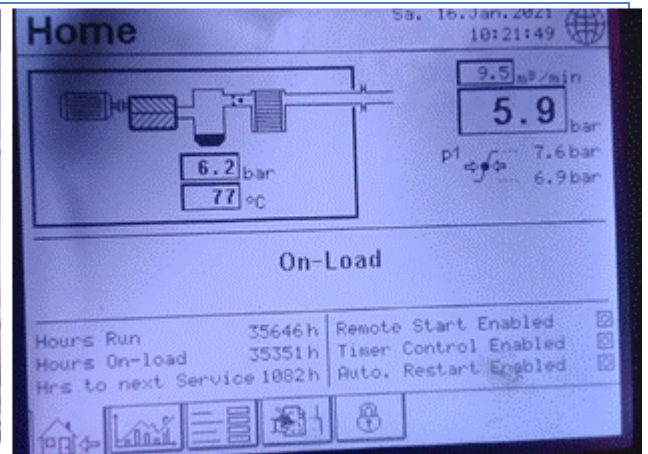 Home
Sa. 16.Jan.2021
10:21:49
9.5 m³/min
5.9 bar
p1
7.6 bar
6.9 bar
6.2 bar
77 °C
On-Load
Hours Run 35646 h
Hours On-load 35351 h
Hrs to next Service 1082 h
Remote Start Enabled
Timer Control Enabled
Auto. Restart Enabled